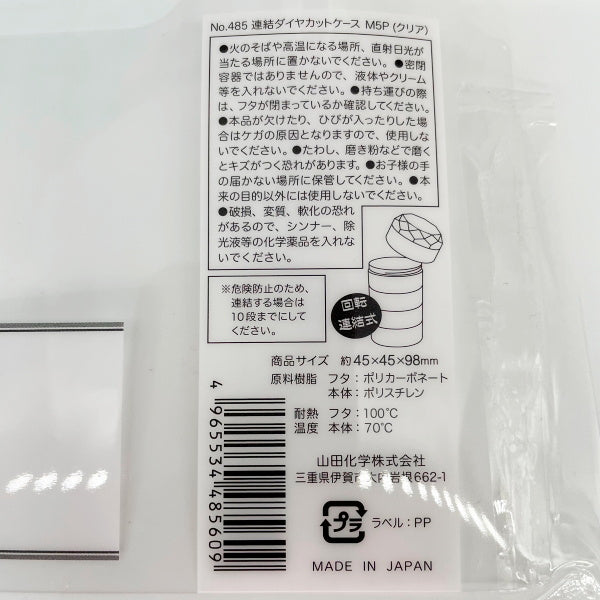 No.485 連結ダイヤカットケース M5P (クリア)
●火のそばや高温になる場所、直射日光が
当たる場所に置かないでください。●密閉
容器ではありませんので、液体やクリーム
等を入れないでください。●持ち運びの際
は、フタが閉まっているか確認してください。
●本品が欠けたり、ひびが入ったりした場
合はケガの原因となりますので、使用しな
いでください。●たわし、磨き粉などで磨く
とキズがつく恐れがあります。●お子様の手
の届かない場所に保管してください。●本
来の目的以外には使用しないでください。
●破損、変質、軟化の恐れ
があるので、シンナー、除
光液等の化学薬品を入れな
いでください。
※危険防止のため、
連結する場合は
10段までにして
ください。
回転
連結式
商品サイズ 約45×45×98mm
原料樹脂 フタ：ポリカーボネート
本体：ポリスチレン
耐熱 フタ：100℃
温度 本体：70℃
4 965534 485609
山田化学株式会社
三重県伊賀市大内岩根662-1
プラ
ラベル：PP
MADE IN JAPAN